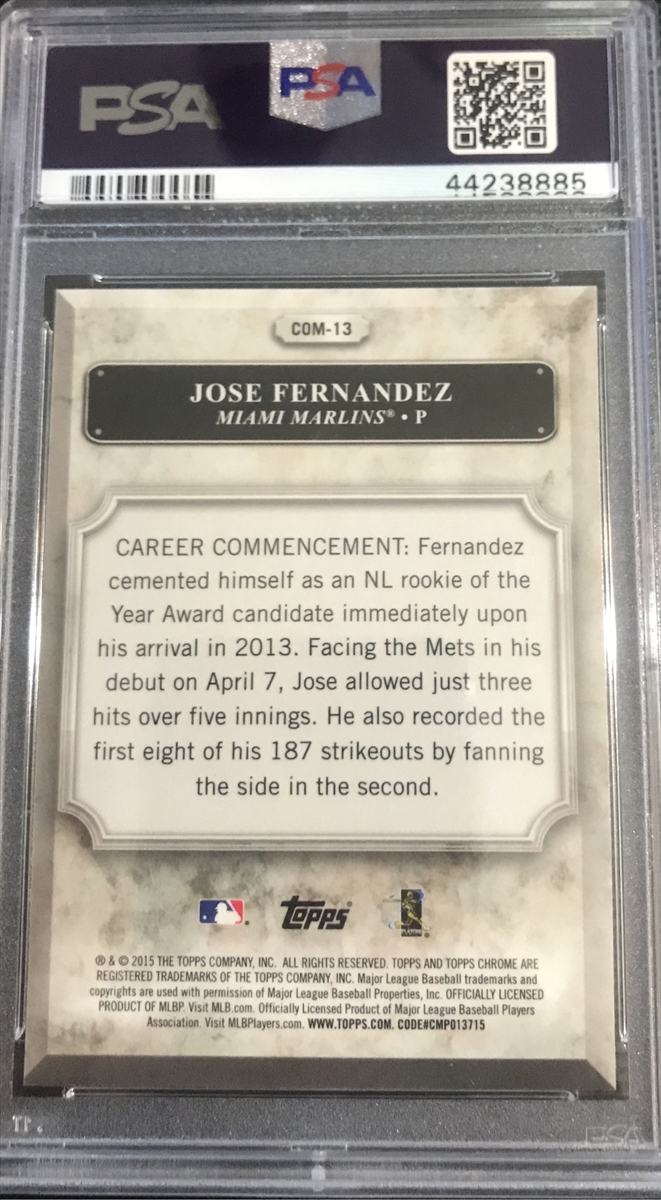 PSA PSA
44238885
COM-13
JOSE FERNANDEZ
MIAMI MARLINS® • P
CAREER COMMENCEMENT: Fernandez
cemented himself as an NL rookie of the
Year Award candidate immediately upon
his arrival in 2013. Facing the Mets in his
debut on April 7, Jose allowed just three
hits over five innings. He also recorded the
first eight of his 187 strikeouts by fanning
the side in the second.
Topps
® & © 2015 THE TOPPS COMPANY, INC. ALL RIGHTS RESERVED. TOPPS AND TOPPS CHROME ARE
REGISTERED TRADEMARKS OF THE TOPPS COMPANY, INC. Major League Baseball trademarks and
copyrights are used with permission of Major League Baseball Properties, Inc. OFFICIALLY LICENSED
PRODUCT OF MLBP. Visit MLB.com. Officially Licensed Product of Major League Baseball Players
Association. Visit MLBPlayers.com. WWW.TOPPS.COM. CODE#CMP013715
PSA